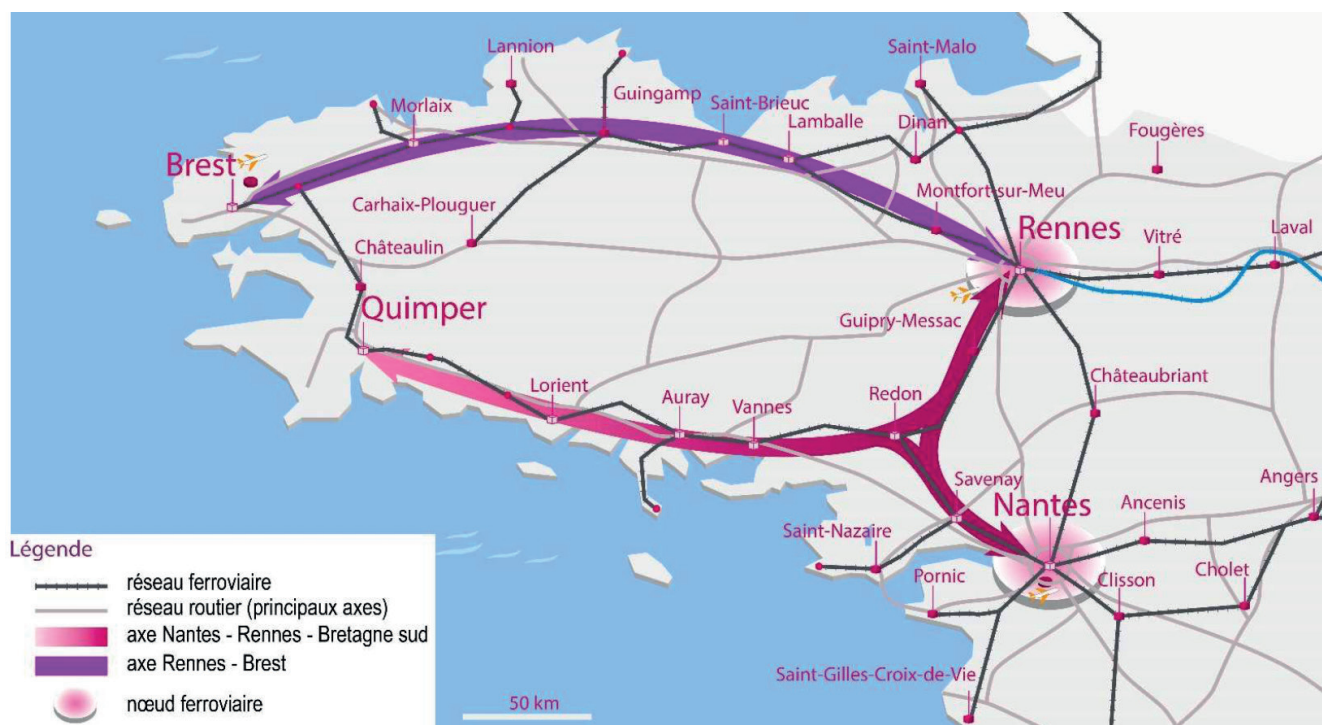 Lannion
Saint-Malo
Morlaix
Guingamp
Saint-Brieuc
Lamballe
Dinan
Fougères
Brest
Montfort-sur-Meu
Carhaix-Plouguer
Rennes
Vitré
Laval
Châteaulin
Quimper
Guipry-Messac
Châteaubriant
Lorient
Auray
Vannes
Redon
Savenay
Nantes
Ancenis
Angers
Saint-Nazaire
Pornic
Clisson
Cholet
Saint-Gilles-Croix-de-Vie
50 km
Légende
réseau ferroviaire
réseau routier (principaux axes)
axe Nantes - Rennes - Bretagne sud
axe Rennes - Brest
nœud ferroviaire